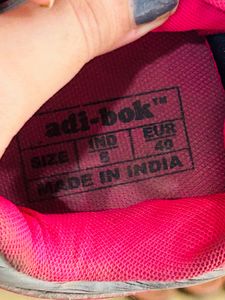 adi-bok™
SIZE IND EUR
6 40
MADE IN INDIA